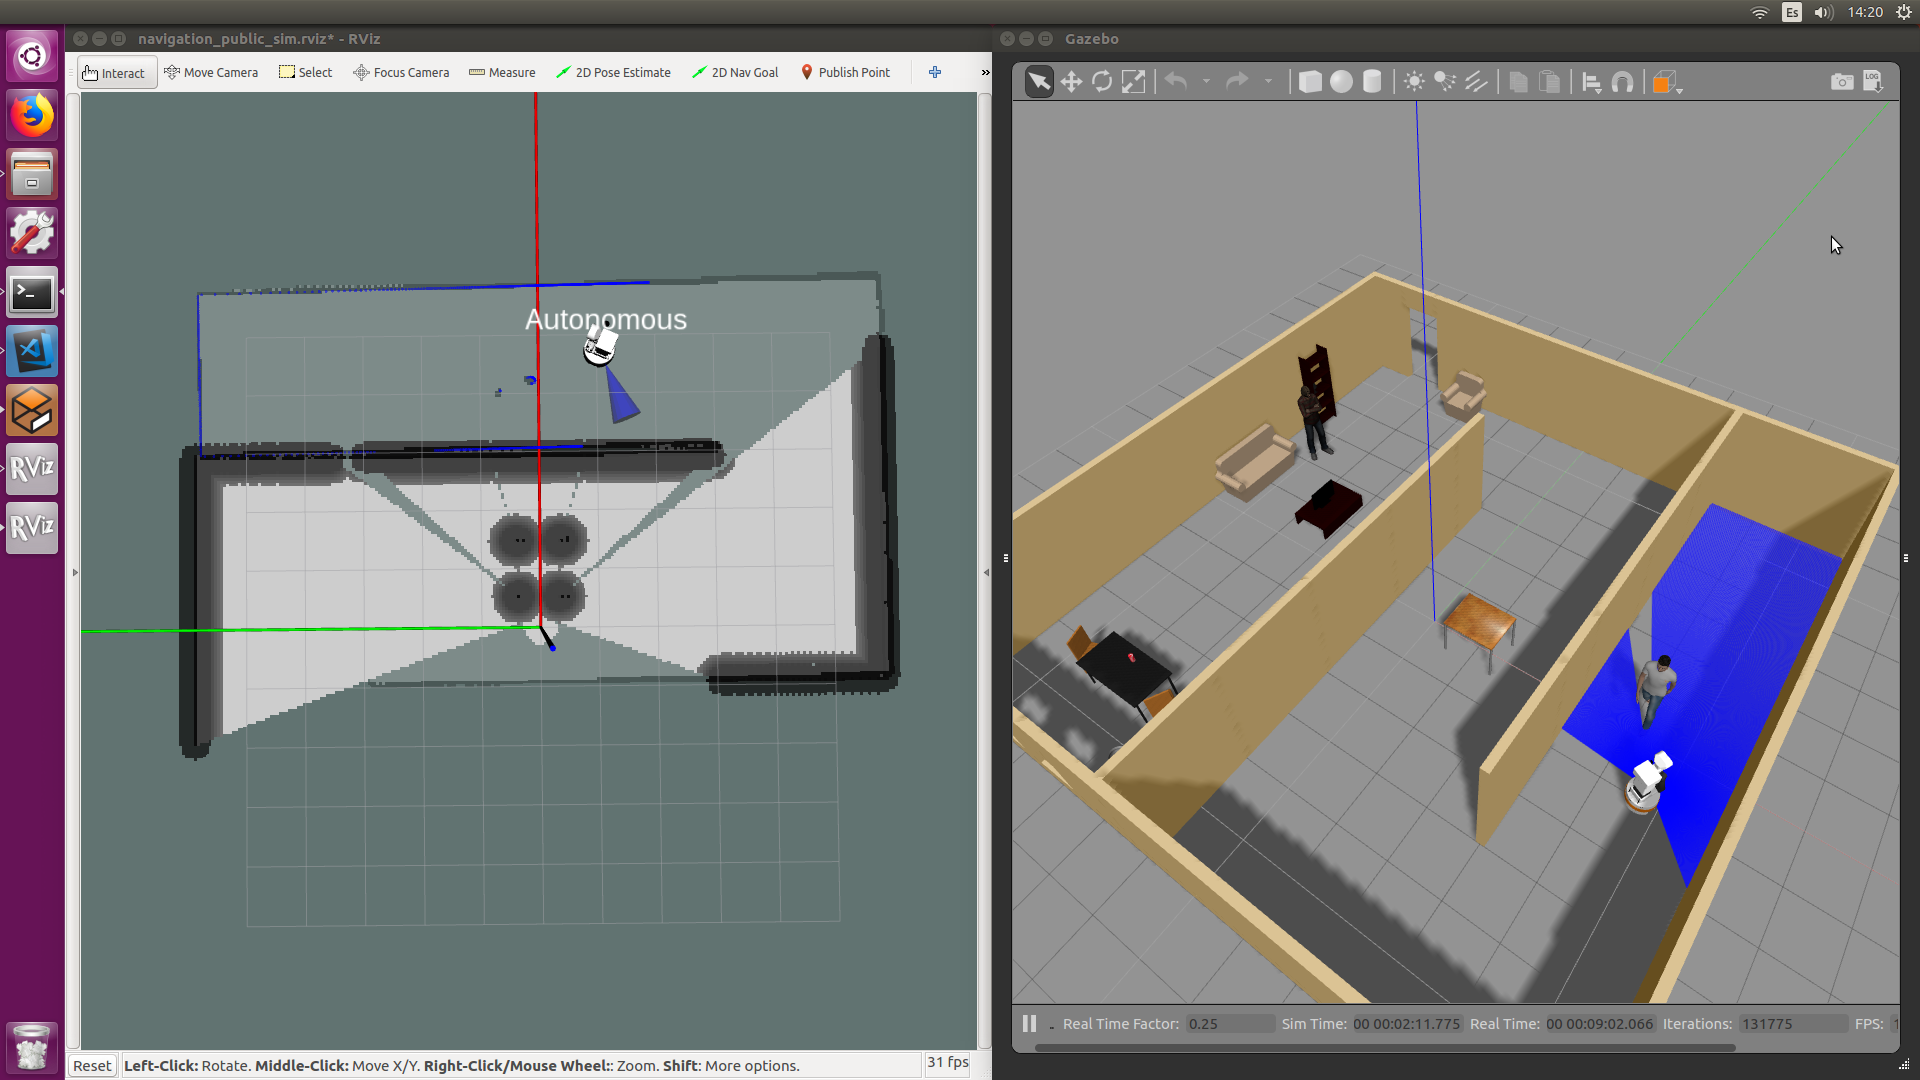 Es
14:20
navigation_public_sim.rviz* - RViz
Interact Move Camera Select Focus Camera Measure 2D Pose Estimate 2D Nav Goal Publish Point »
Autonomous
RViz
RViz
Reset Left-Click: Rotate. Middle-Click: Move X/Y. Right-Click/Mouse Wheel:: Zoom. Shift: More options. 31 fps
Gazebo
LOG
Real Time Factor: 0.25 Sim Time: 00 00:02:11.775 Real Time: 00 00:09:02.066 Iterations: 131775 FPS: